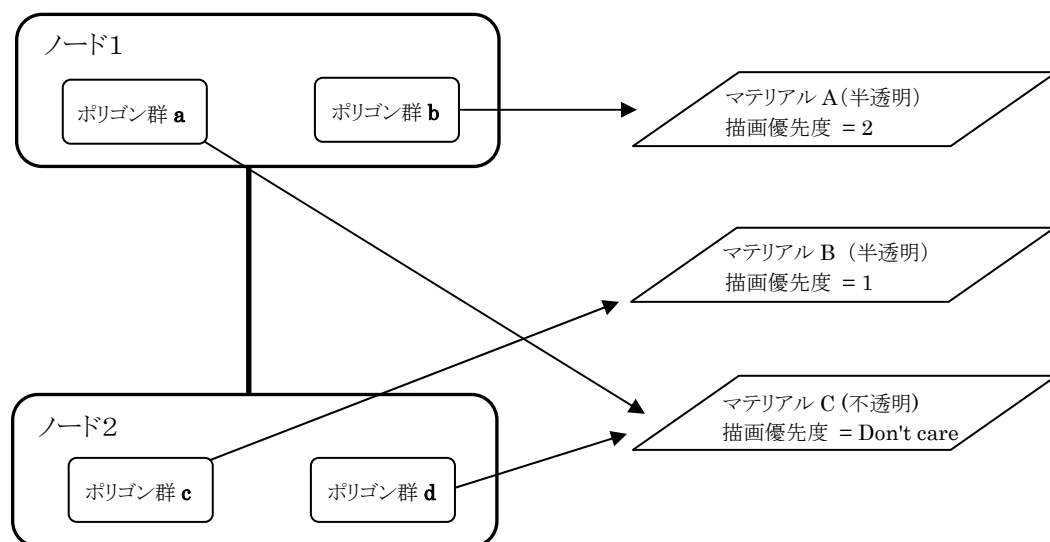 ノード1
ポリゴン群 a
ポリゴン群 b
マテリアル A(半透明)
描画優先度 = 2
マテリアル B (半透明)
描画優先度 = 1
マテリアル C (不透明)
描画優先度 = Don't care
ノード2
ポリゴン群 c
ポリゴン群 d